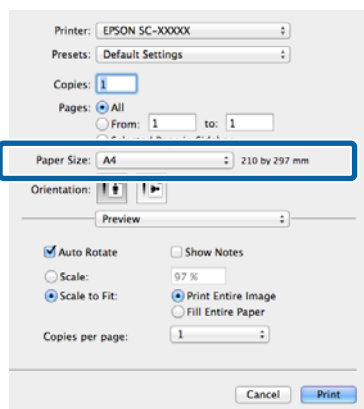 Printer: EPSON SC-XXXXX
Presets: Default Settings
Copies: 1
Pages: All
From: 1 to: 1
Paper Size: A4 210 by 297 mm
Orientation:
Preview
Auto Rotate Show Notes
Scale: 97 %
Scale to Fit: Print Entire Image
Fill Entire Paper
Copies per page: 1
Cancel Print